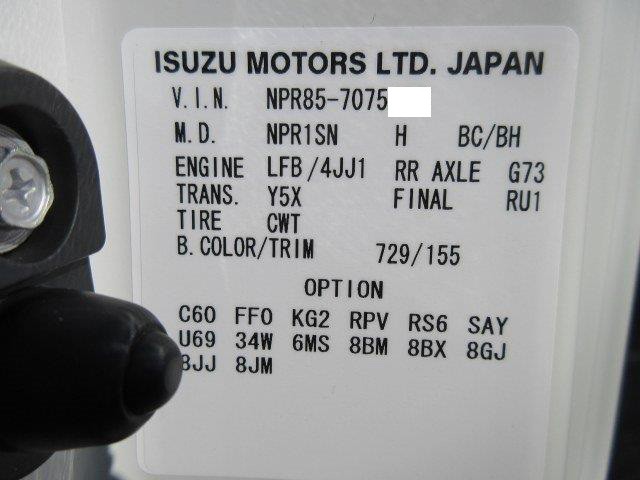 ISUZU MOTORS LTD. JAPAN
V.I.N. NPR85-7075
M.D. NPR1SN H BC/BH
ENGINE LFB/4JJ1 RR AXLE G73
TRANS. Y5X FINAL RU1
TIRE CWT
B.COLOR/TRIM 729/155
OPTION
C60 FF0 KG2 RPV RS6 SAY
U69 34W 6MS 8BM 8BX 8GJ
8JJ 8JM